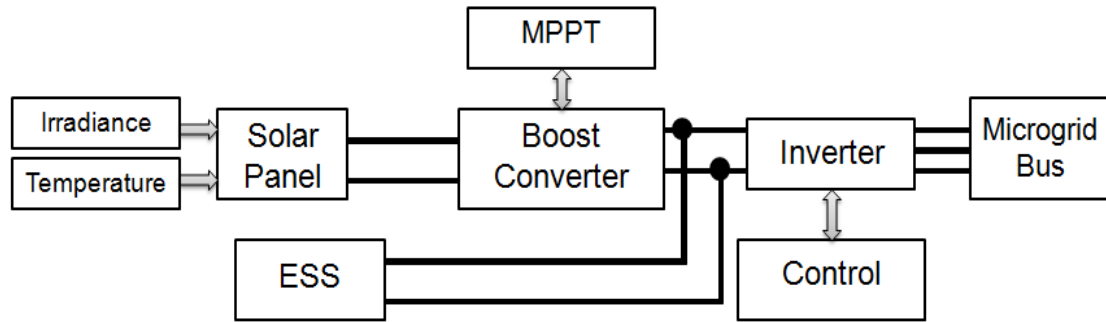 MPPT
Irradiance
Temperature
Solar
Panel
Boost
Converter
Inverter
Microgrid
Bus
ESS
Control